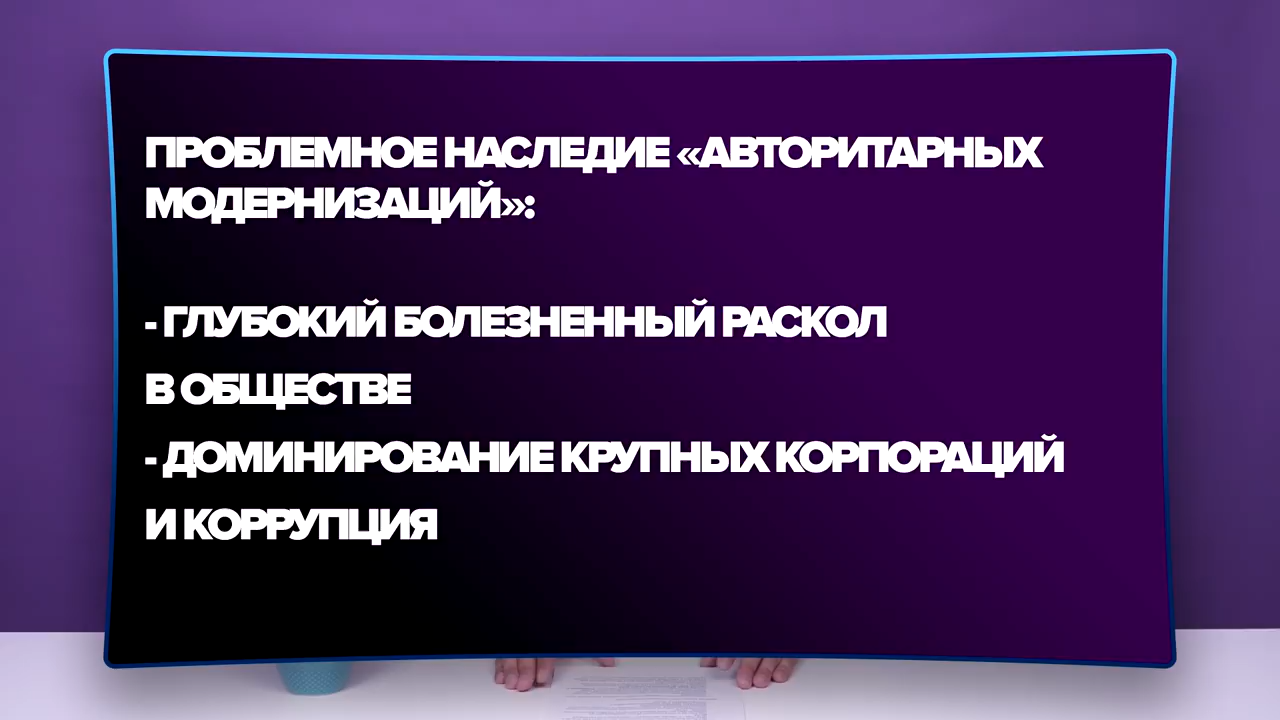 ПРОБЛЕМНОЕ НАСЛЕДИЕ «АВТОРИТАРНЫХ
МОДЕРНИЗАЦИЙ»:
- ГЛУБОКИЙ БОЛЕЗНЕННЫЙ РАСКОЛ
В ОБЩЕСТВЕ
- ДОМИНИРОВАНИЕ КРУПНЫХ КОРПОРАЦИЙ
И КОРРУПЦИЯ